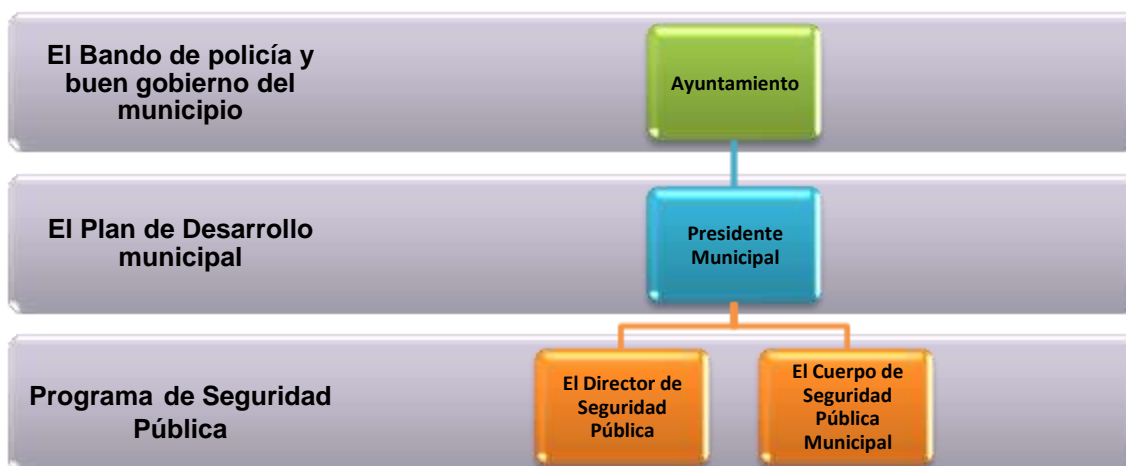 El Bando de policía y
buen gobierno del
municipio
Ayuntamiento
El Plan de Desarrollo
municipal
Presidente
Municipal
Programa de Seguridad
Pública
El Director de
Seguridad
Pública
El Cuerpo de
Seguridad
Pública
Municipal